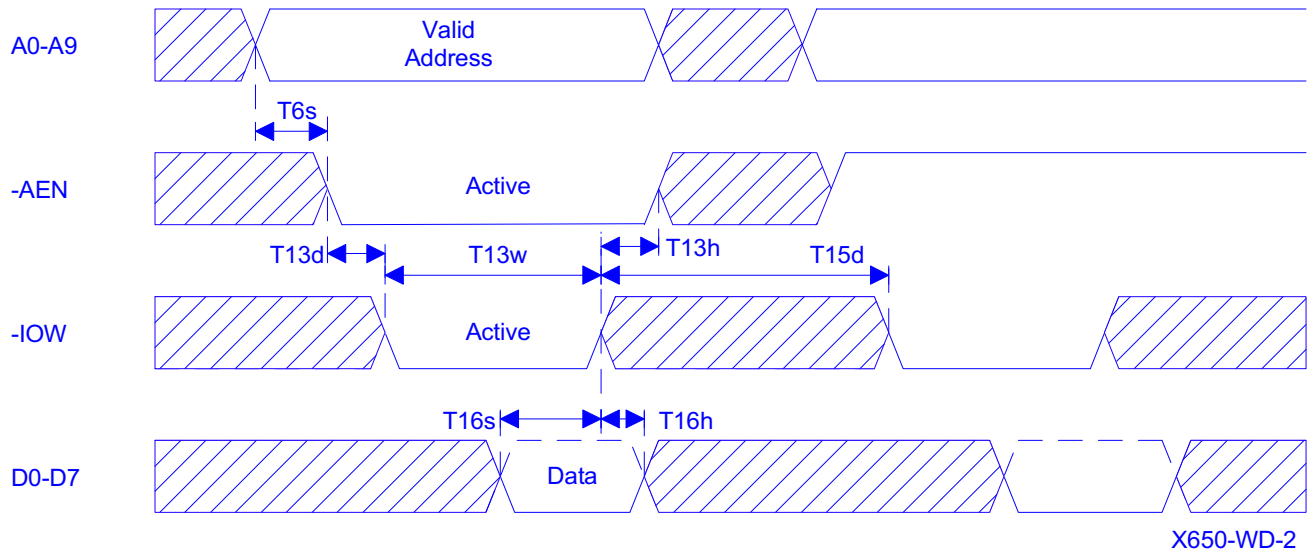 A0-A9
Valid
Address
T6s
-AEN
Active
T13d
T13w
T13h
T15d
-IOW
Active
T16s
T16h
D0-D7
Data
X650-WD-2